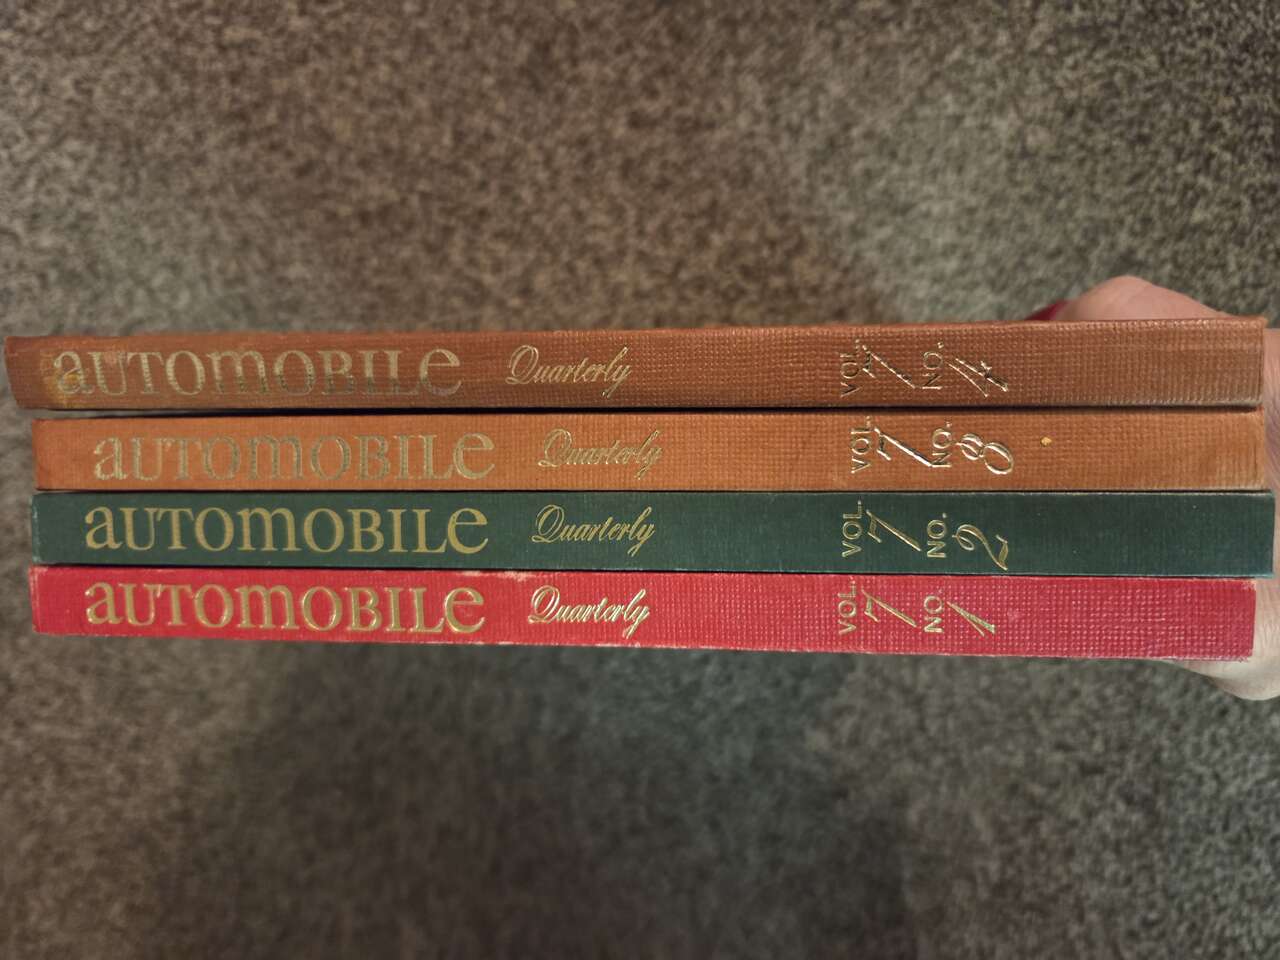 AUTOMOBILE Quarterly VOL. 7 NO. 4
AUTOMOBILE Quarterly VOL. 7 NO. 3
AUTOMOBILE Quarterly VOL. 7 NO. 2
AUTOMOBILE Quarterly VOL. 7 NO. 1